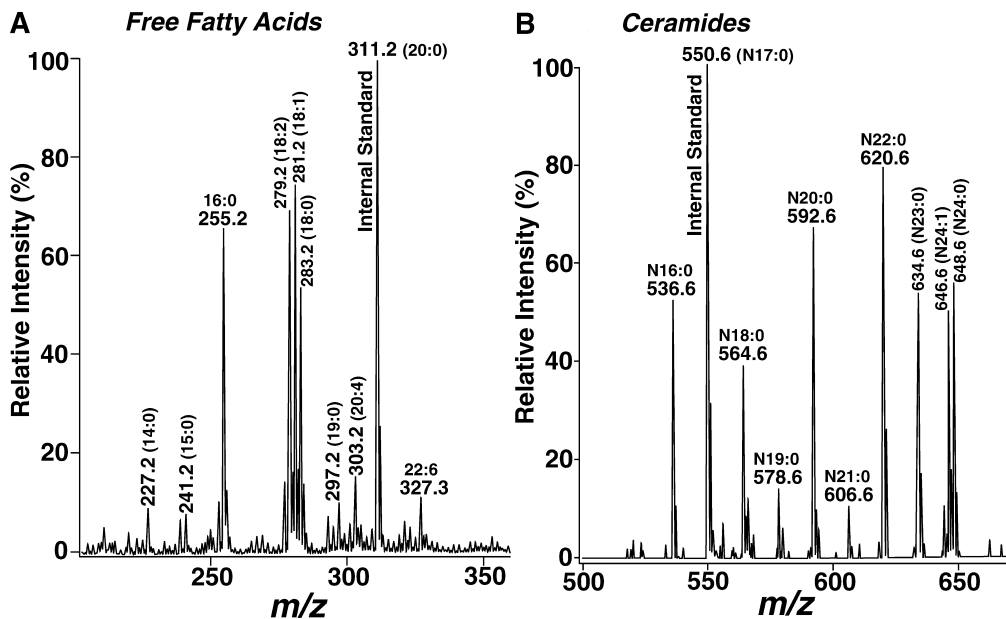 A
Free Fatty Acids
311.2 (20:0)
Internal Standard
279.2 (18:2)
281.2 (18:1)
283.2 (18:0)
16:0
255.2
227.2 (14:0)
241.2 (15:0)
297.2 (19:0)
303.2 (20:4)
22:6
327.3
Relative Intensity (%)
100
80
60
40
20
0
250
300
350
m/z
B
Ceramides
550.6 (N17:0)
Internal Standard
N16:0
536.6
N18:0
564.6
N19:0
578.6
N20:0
592.6
N21:0
606.6
N22:0
620.6
634.6 (N23:0)
646.6 (N24:1)
648.6 (N24:0)
Relative Intensity (%)
100
80
60
40
20
0
500
550
600
650
m/z